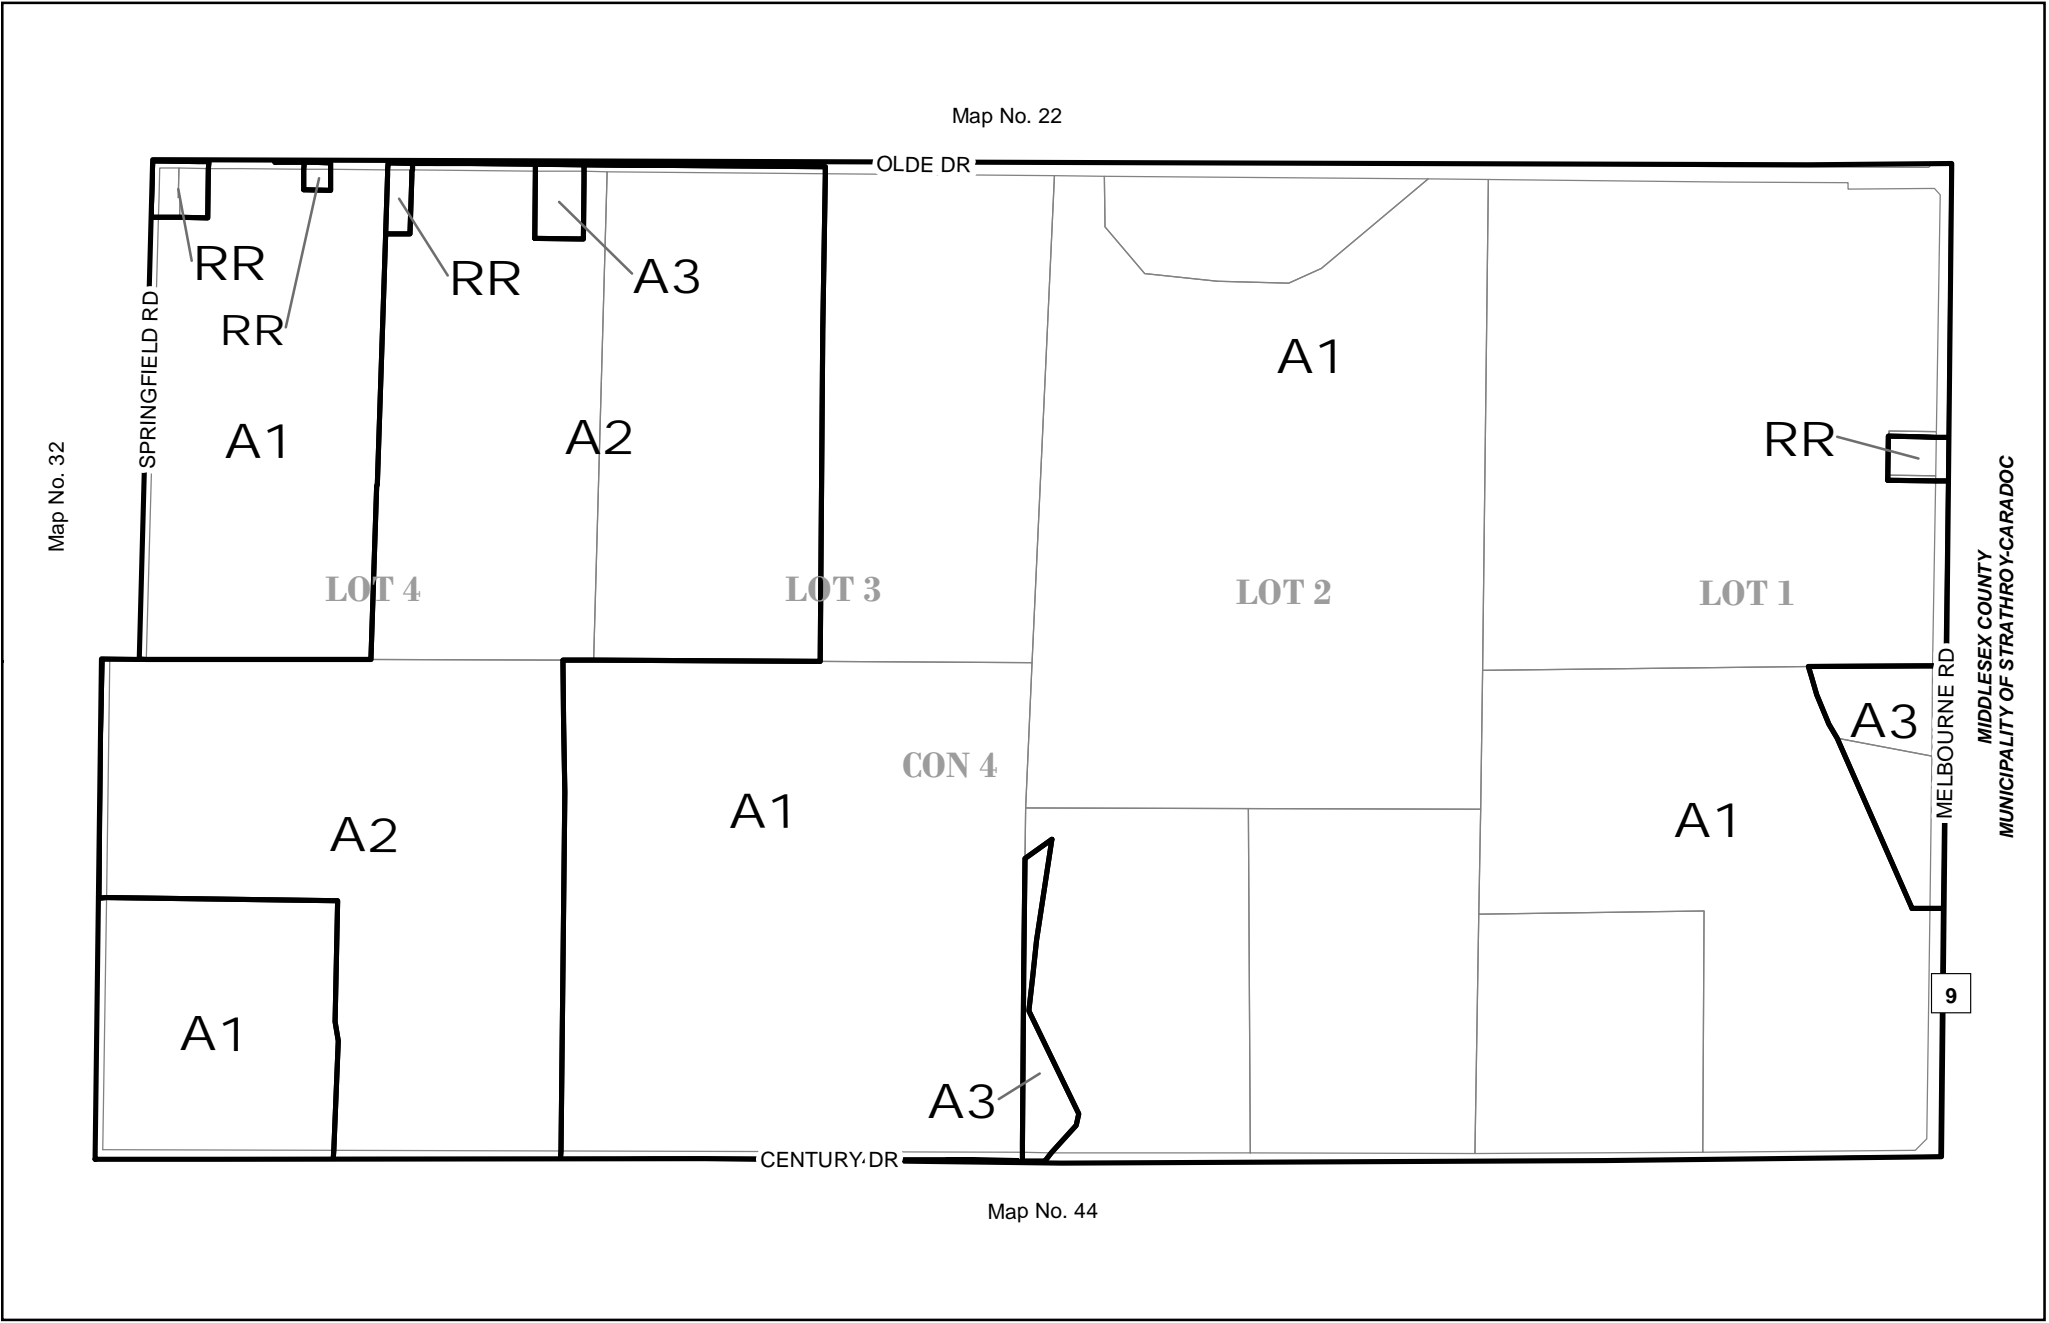 Map No. 22
OLDE DR
RR
RR
A3
RR
SPRINGFIELD RD
A1
A1
A2
RR
Map No. 32
LOT 4
LOT 3
LOT 2
LOT 1
MIDDLESEX COUNTY
MUNICIPALITY OF STRATHROY-CARADOC
MELBOURNE RD
A3
CON 4
A1
A1
A2
9
A1
A3
CENTURY DR
Map No. 44